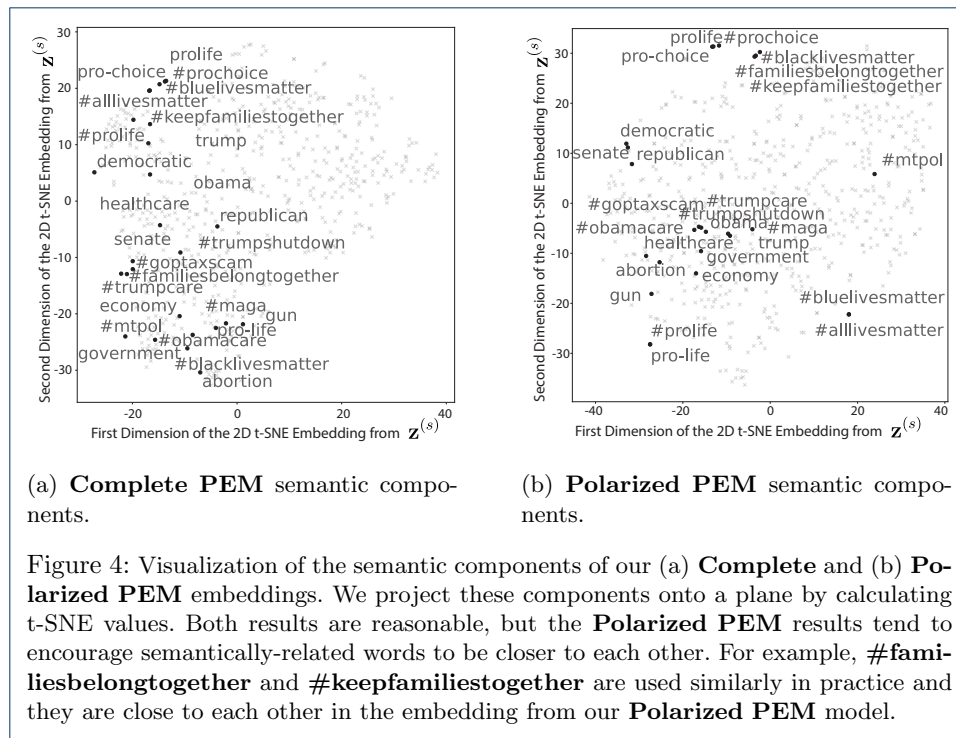 30
20
10
0
-10
-20
-30
-20
0
20
40
Second Dimension of the 2D t-SNE Embedding from z^(s)
First Dimension of the 2D t-SNE Embedding from z^(s)
prolife
pro-choice
#prochoice
#bluelivesmatter
#alllivesmatter
#keepfamiliestogether
#prolife
trump
democratic
obama
healthcare
republican
senate
#trumpshutdown
#goptaxscam
#familiesbelongtogether
#trumpcare
economy
#maga
gun
#mtpol
pro-life
#obamacare
government
#blacklivesmatter
abortion
30
20
10
0
-10
-20
-30
-40
-20
0
20
40
Second Dimension of the 2D t-SNE Embedding from z^(s)
First Dimension of the 2D t-SNE Embedding from z^(s)
prolife#prochoice
pro-choice
#blacklivesmatter
#familiesbelongtogether
#keepfamiliestogether
democratic
senate
republican
#mtpol
#goptaxscam
#trumpcare
#trumpshutdown
#obamacare
obama
#maga
healthcare
trump
government
abortion
economy
gun
#bluelivesmatter
#prolife
#alllivesmatter
pro-life
(a) Complete PEM semantic compo-
nents.
(b) Polarized PEM semantic compo-
nents.
Figure 4: Visualization of the semantic components of our (a) Complete and (b) Po-
larized PEM embeddings. We project these components onto a plane by calculating
t-SNE values. Both results are reasonable, but the Polarized PEM results tend to
encourage semantically-related words to be closer to each other. For example, #fami-
liesbelongtogether and #keepfamiliestogether are used similarly in practice and
they are close to each other in the embedding from our Polarized PEM model.